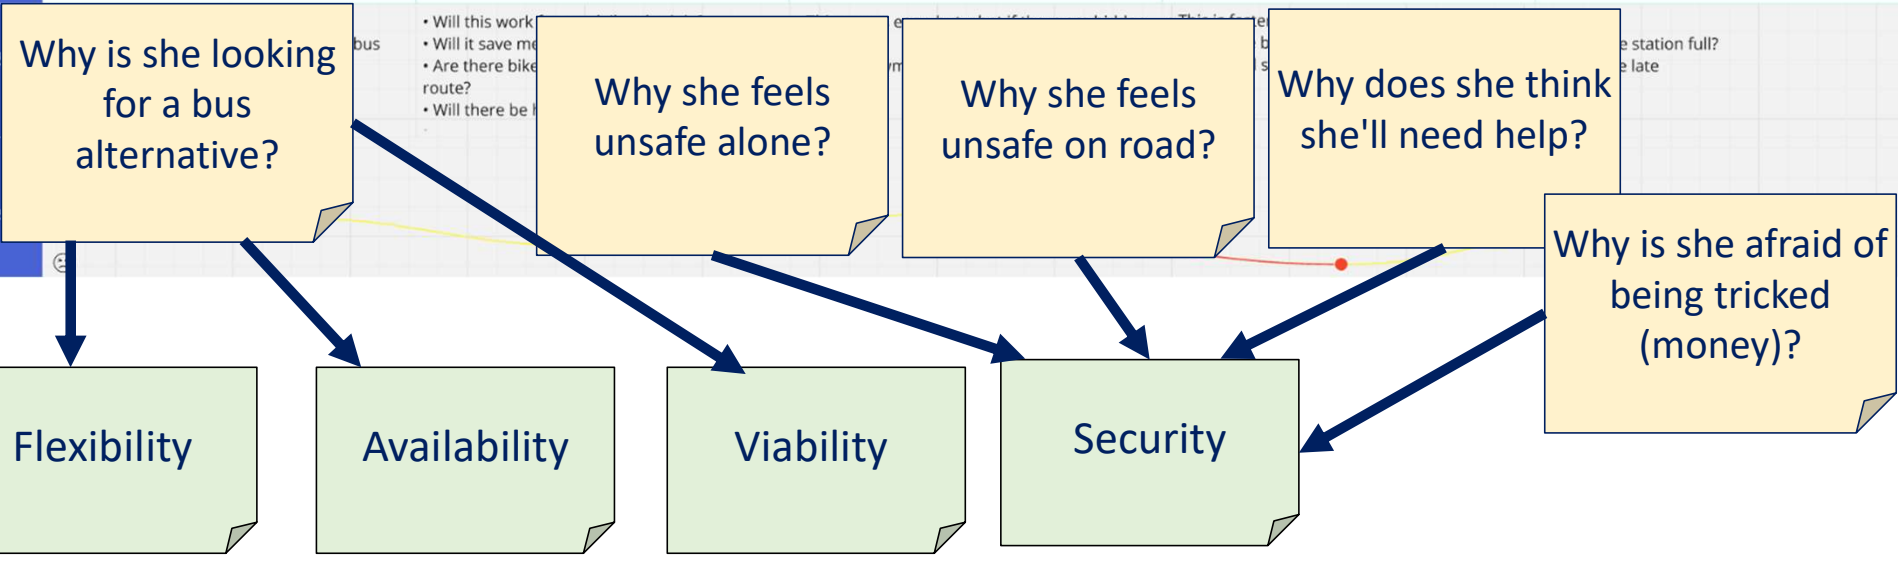 • Will this work
bus
• Will it save me
e station full?
• Are there bike
e late
route?
• Will there be
Why is she looking
for a bus
alternative?
Why she feels
unsafe alone?
Why she feels
unsafe on road?
Why does she think
she'll need help?
Why is she afraid of
being tricked
(money)?
Flexibility
Availability
Viability
Security